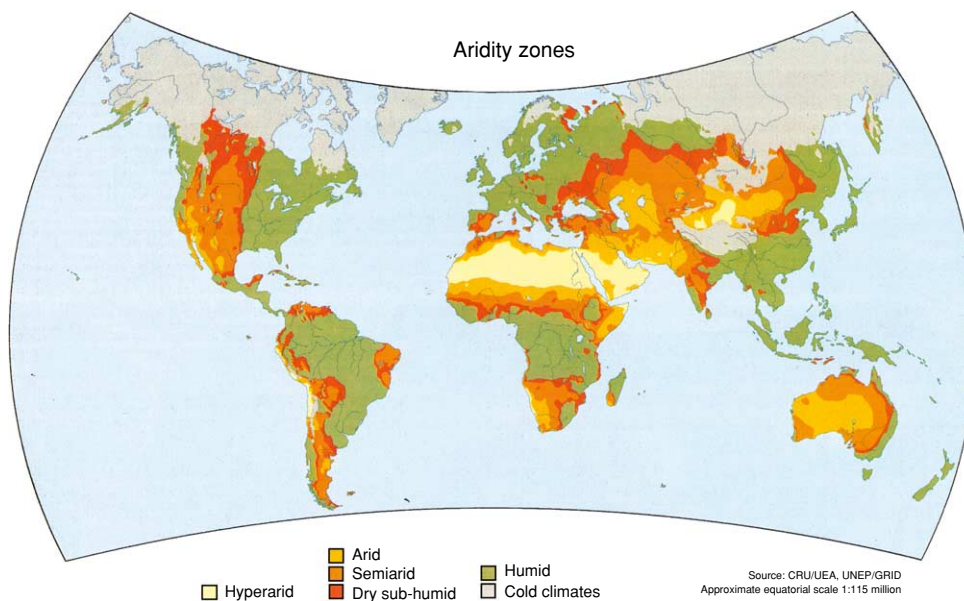 Aridity zones
Hyperarid
Arid
Semiarid
Dry sub-humid
Humid
Cold climates
Source: CRU/UEA, UNEP/GRID
Approximate equatorial scale 1:115 million